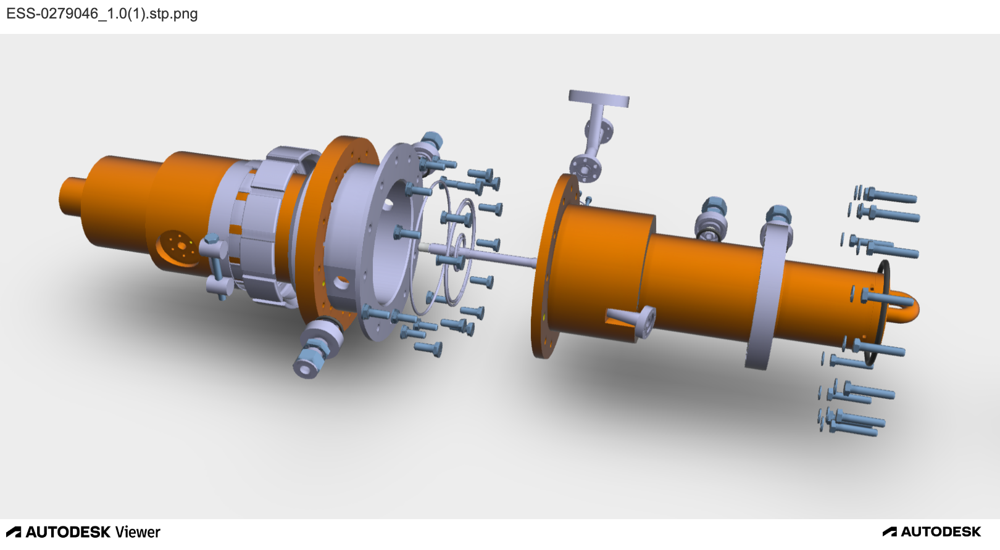 ESS-0279046_1.0(1).stp.png
AUTODESK Viewer
AUTODESK